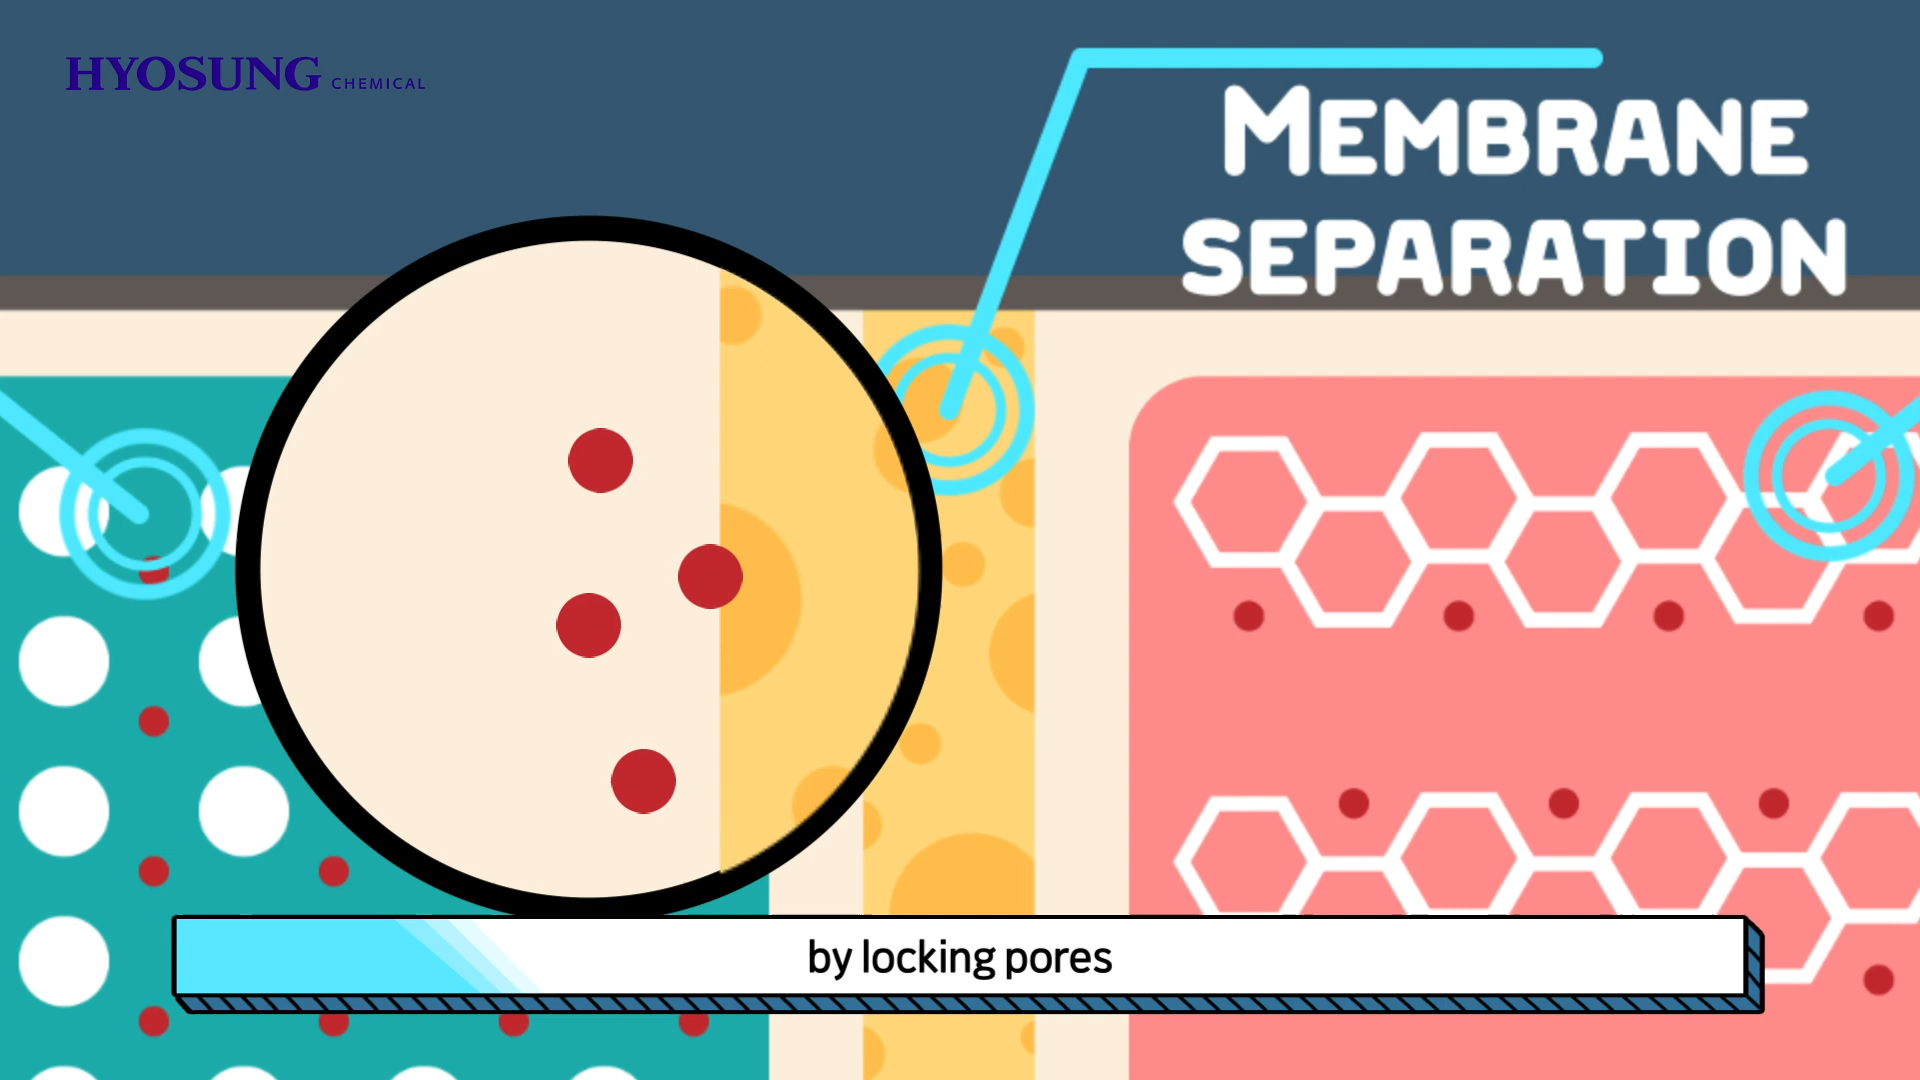 HYOSUNG CHEMICAL
MEMBRANE
SEPARATION
by locking pores